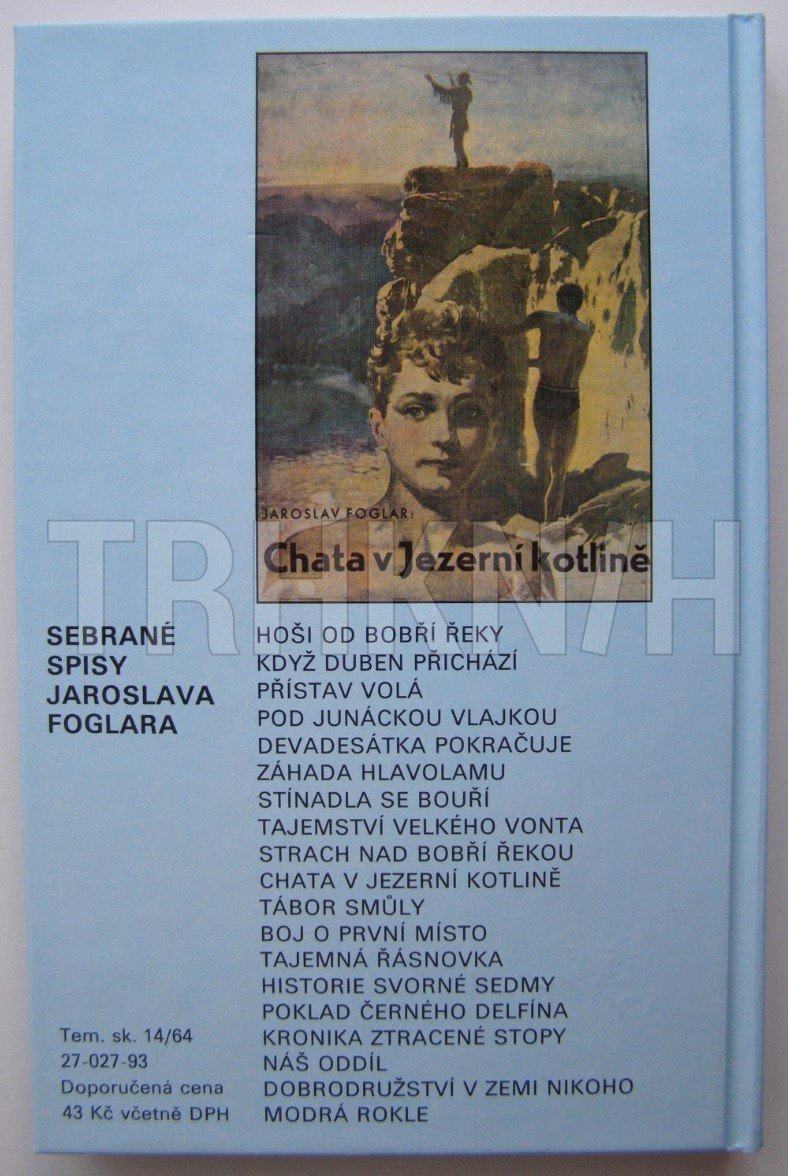 JAROSLAV FOGLAR:
Chata v Jezerní kotlině
TRHKNIH
SEBRANÉ
SPISY
JAROSLAVA
FOGLARA
HOŠI OD BOBŘÍ ŘEKY
KDYŽ DUBEN PŘICHÁZÍ
PŘÍSTAV VOLÁ
POD JUNÁCKOU VLAJKOU
DEVADESÁTKA POKRAČUJE
ZÁHADA HLAVOLAMU
STÍNADLA SE BOUŘÍ
TAJEMSTVÍ VELKÉHO VONTA
STRACH NAD BOBŘÍ ŘEKOU
CHATA V JEZERNÍ KOTLINĚ
TÁBOR SMŮLY
BOJ O PRVNÍ MÍSTO
TAJEMNÁ ŘÁSNOVKA
HISTORIE SVORNÉ SEDMY
POKLAD ČERNÉHO DELFÍNA
KRONIKA ZTRACENÉ STOPY
NÁŠ ODDÍL
DOBRODRUŽSTVÍ V ZEMI NIKOHO
MODRÁ ROKLE
Tem. sk. 14/64
27-027-93
Doporučená cena
43 Kč včetně DPH